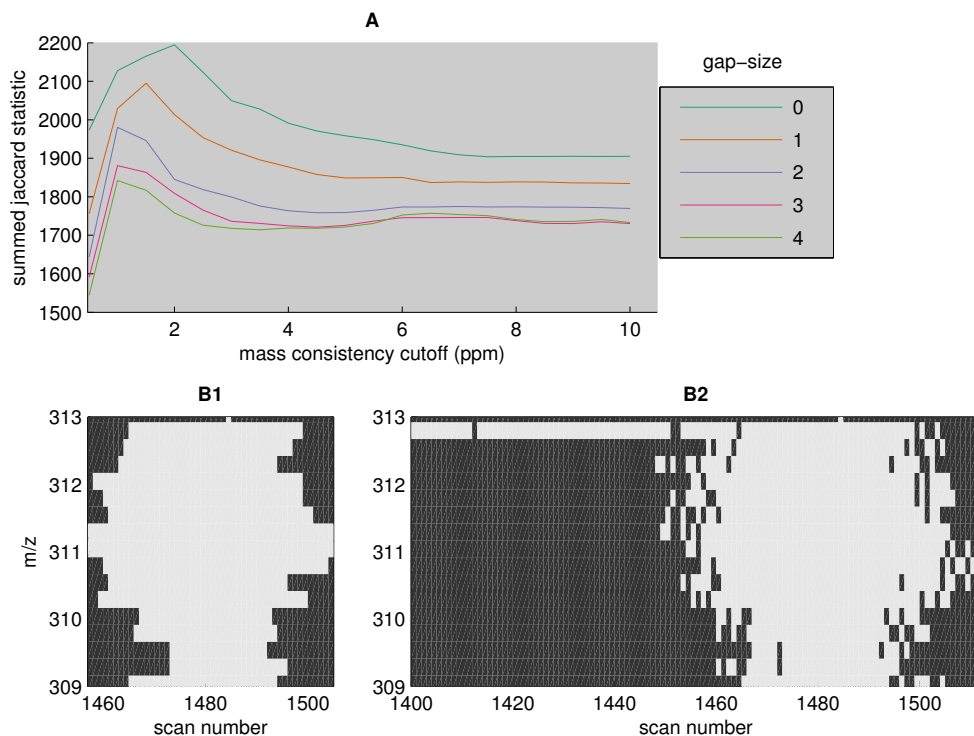 A
2200
2100
2000
1900
1800
1700
1600
1500
summed jaccard statistic
2 4 6 8 10
mass consistency cutoff (ppm)
gap−size
0
1
2
3
4
B1
313
312
311
310
309
m/z
1460 1480 1500
scan number
B2
313
312
311
310
309
1400 1420 1440 1460 1480 1500
scan number